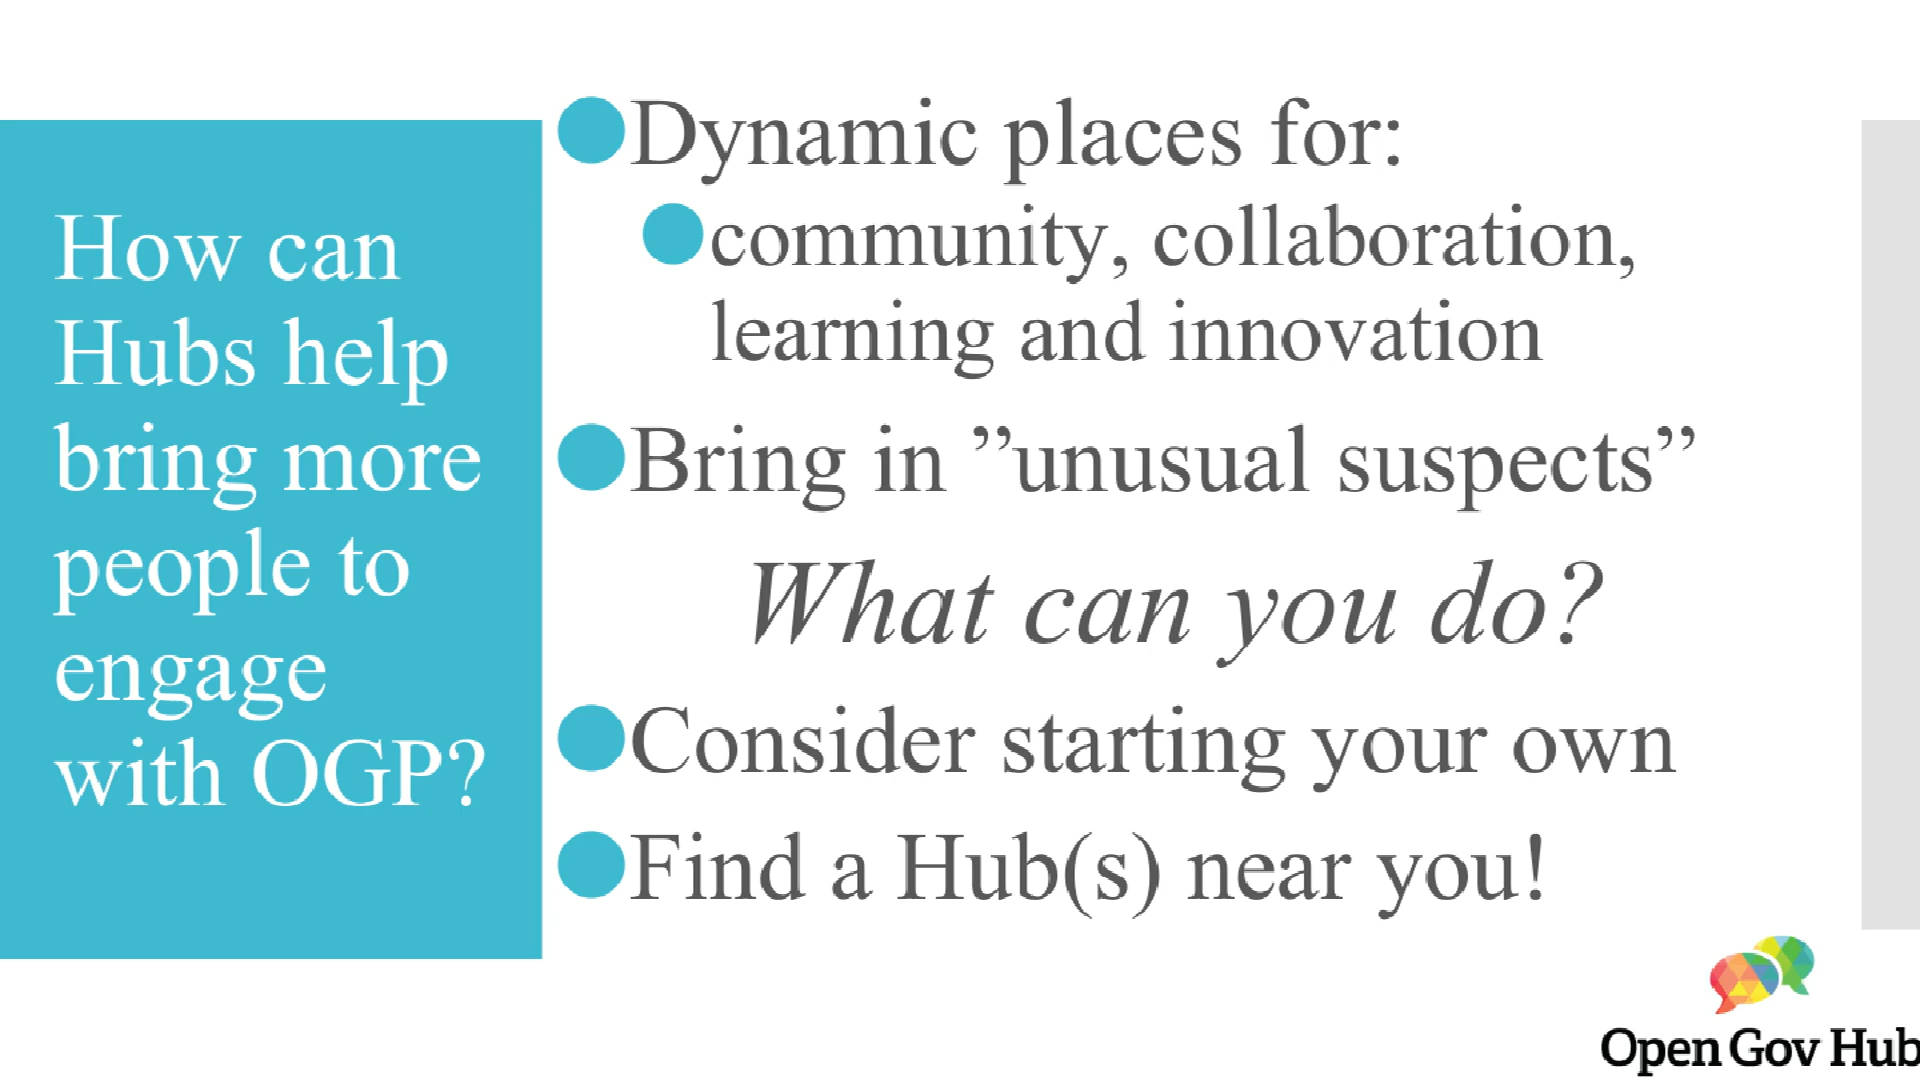 How can
Hubs help
bring more
people to
engage
with OGP?
Dynamic places for:
community, collaboration,
learning and innovation
Bring in ”unusual suspects”
What can you do?
Consider starting your own
Find a Hub(s) near you!
Open Gov Hub